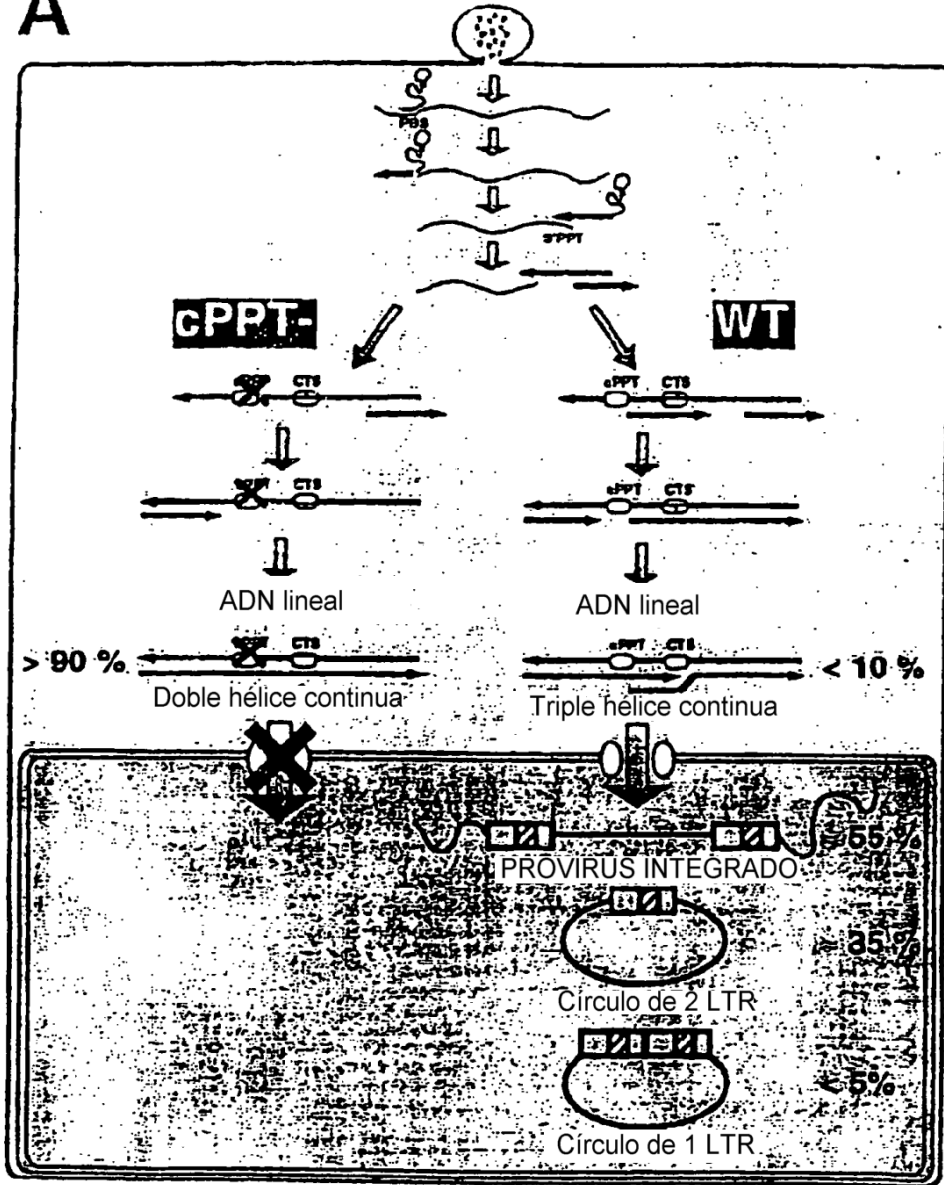 A
PBS
3'PPT
cPPT-
WT
CTS
cPPT
CTS
CTS
cPPT
CTS
ADN lineal
ADN lineal
> 90 %
CTS
cPPT
CTS
< 10 %
Doble hélice continua
Triple hélice continua
55 %
PROVIRUS INTEGRADO
35 %
Círculo de 2 LTR
< 5%
Círculo de 1 LTR